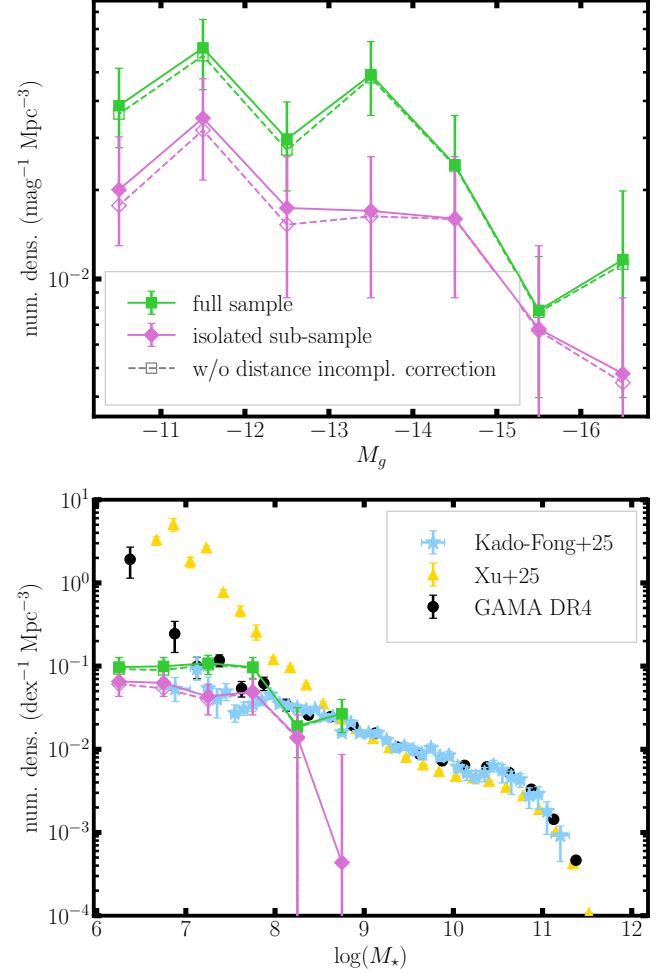 num. dens. (mag⁻¹ Mpc⁻³)
10⁻²
full sample
isolated sub-sample
w/o distance incompl. correction
−11 −12 −13 −14 −15 −16
M_g
num. dens. (dex⁻¹ Mpc⁻³)
10¹
10⁰
10⁻¹
10⁻²
10⁻³
10⁻⁴
Kado-Fong+25
Xu+25
GAMA DR4
6 7 8 9 10 11 12
log(M⋆)